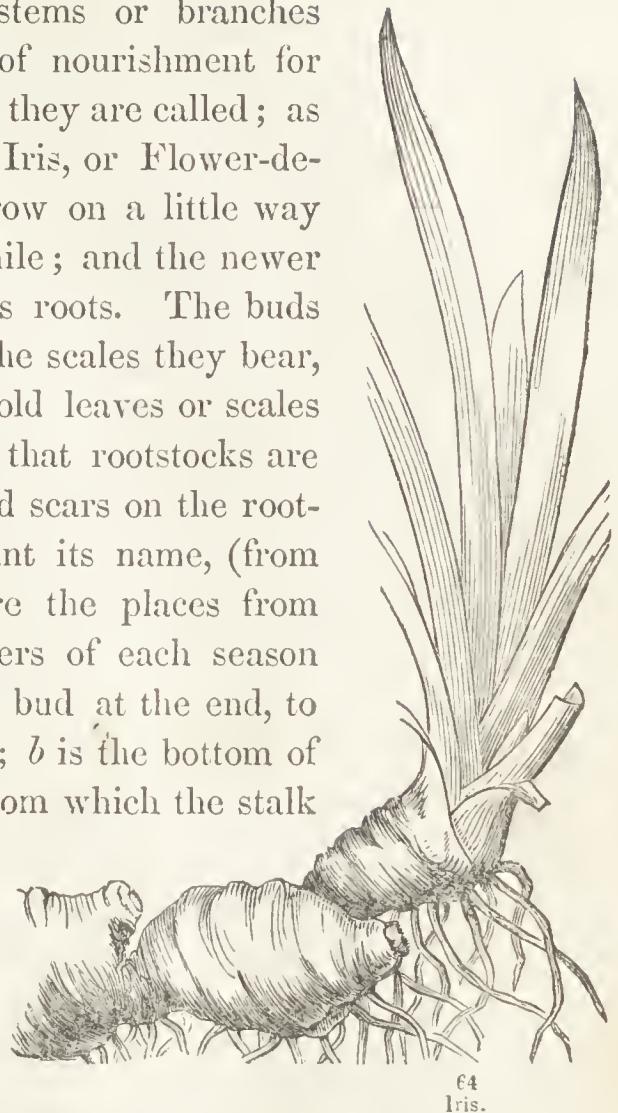 stems or branches
of nourishment for
they are called; as
Iris, or Flower-de-
row on a little way
ile; and the newer
s roots. The buds
he scales they bear,
old leaves or scales
that rootstocks are
d scars on the root-
nt its name, (from
re the places from
ers of each season
bud at the end, to
; b is the bottom of
om which the stalk
64
Iris.